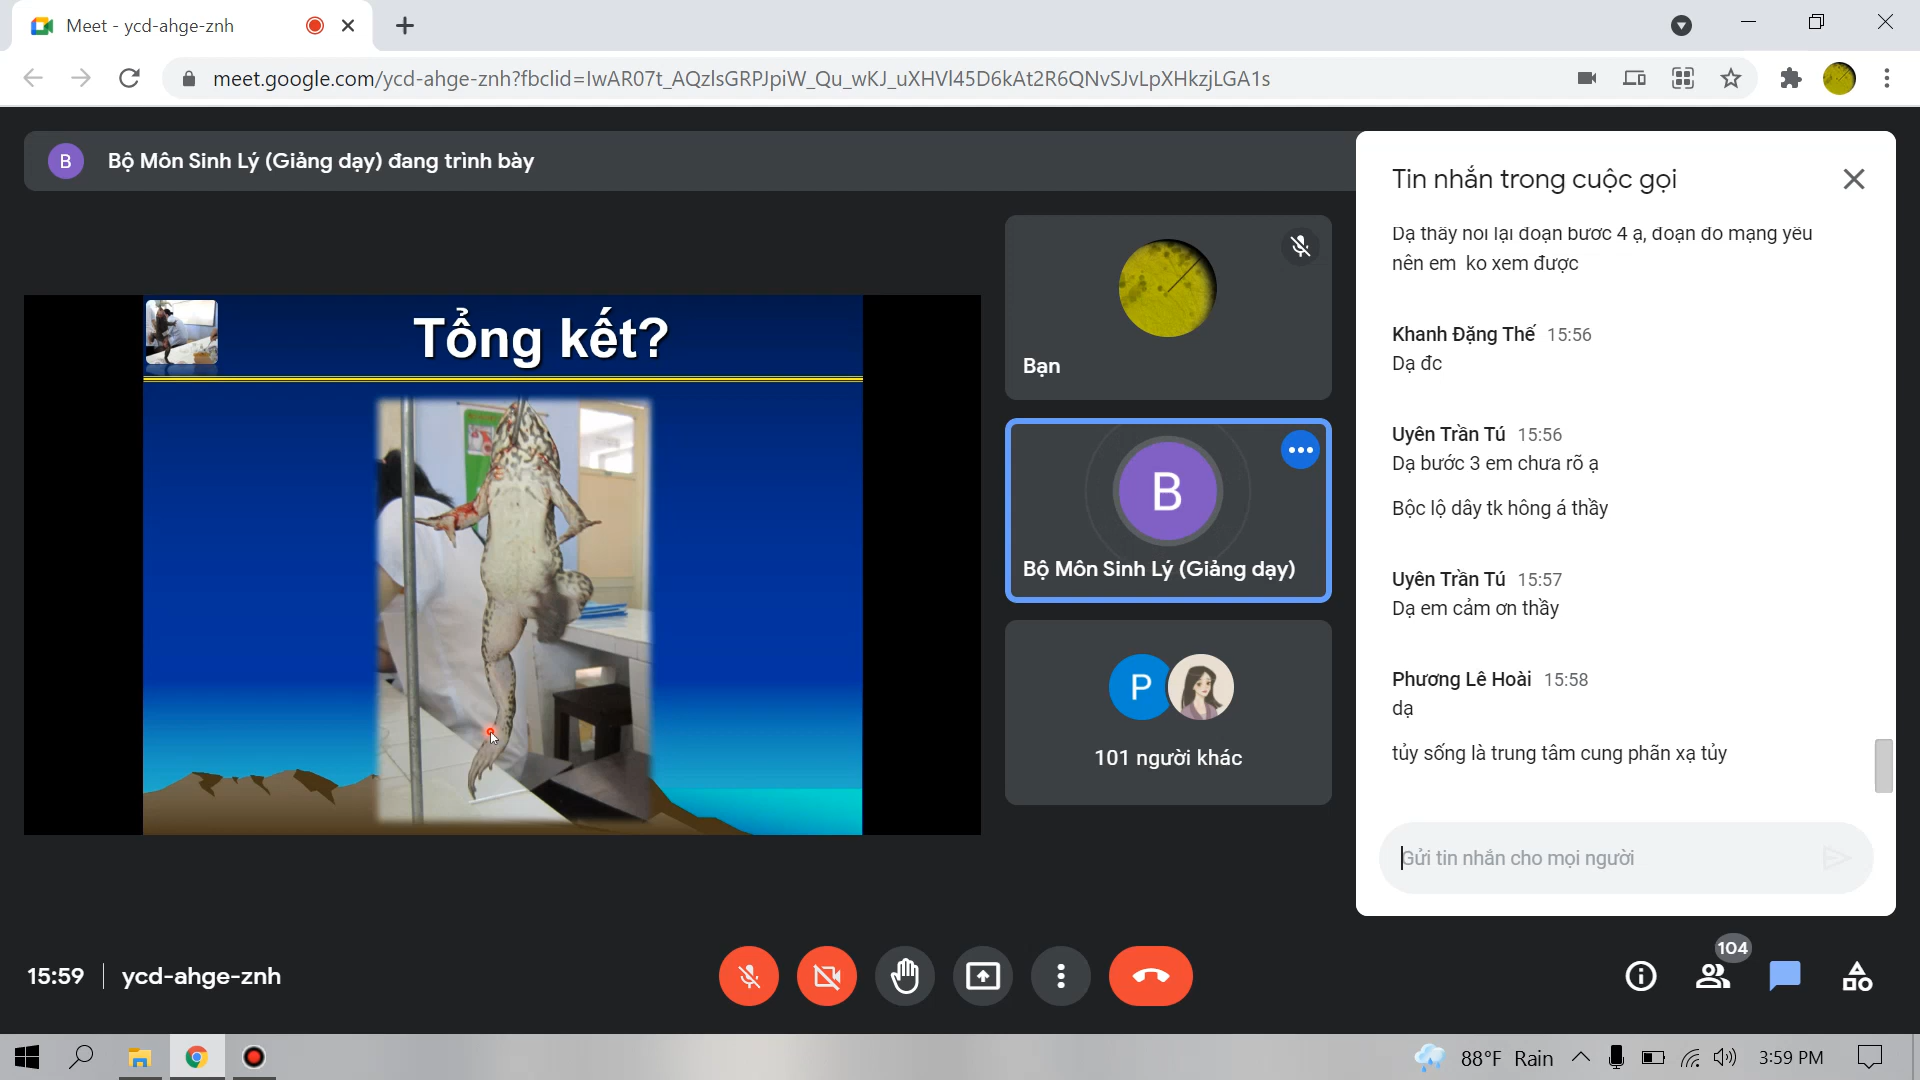 Meet - ycd-ahge-znh
meet.google.com/ycd-ahge-znh?fbclid=IwAR07t_AQzlsGRPJpiW_Qu_wKJ_uXHVl45D6kAt2R6QNvSJvLpXHkzjLGA1s
B
Bộ Môn Sinh Lý (Giảng dạy) đang trình bày
Tổng kết?
Bạn
B
Bộ Môn Sinh Lý (Giảng dạy)
P
101 người khác
Tin nhắn trong cuộc gọi
Dạ thầy nói lại đoạn bước 4 ạ, đoạn đó mạng yếu
nên em  ko xem được
Khanh Đặng Thế 15:56
Dạ đc
Uyên Trần Tú 15:56
Dạ bước 3 em chưa rõ ạ
Bộc lộ dây tk hông á thầy
Uyên Trần Tú 15:57
Dạ em cảm ơn thầy
Phương Lê Hoài 15:58
dạ
tủy sống là trung tâm cung phãn xạ tủy
Gửi tin nhắn cho mọi người
15:59 | ycd-ahge-znh
104
88°F Rain
3:59 PM